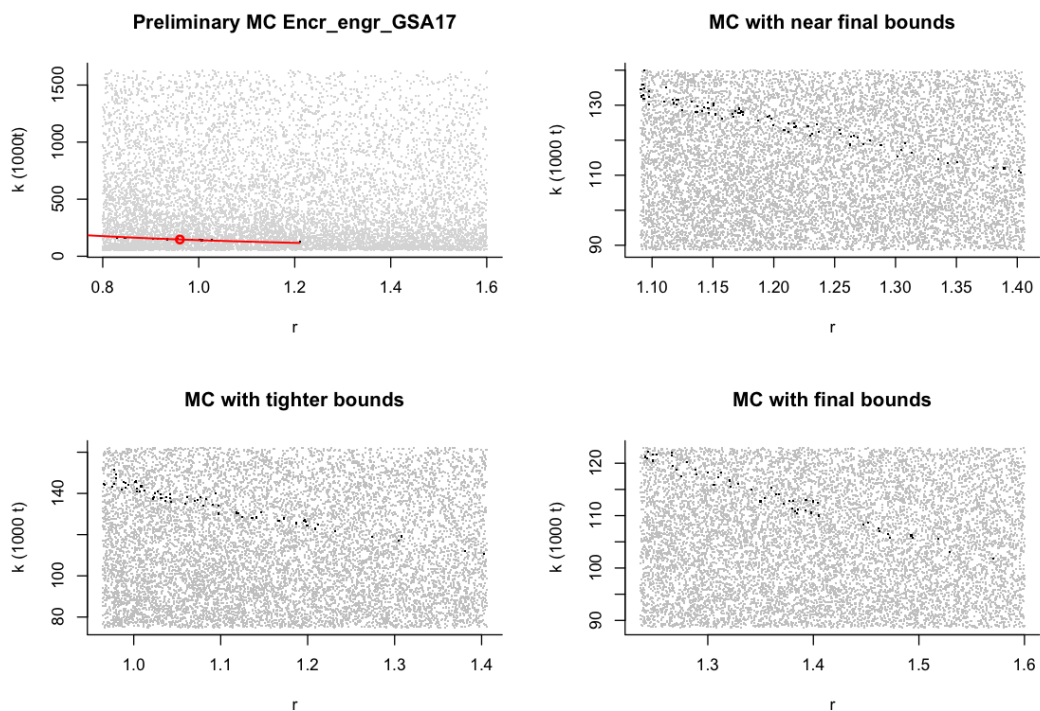 Preliminary MC Encr_engr_GSA17
k (1000t)
1500
1000
500
0
0.8 1.0 1.2 1.4 1.6
r
MC with near final bounds
k (1000 t)
130
110
90
1.10 1.15 1.20 1.25 1.30 1.35 1.40
r
MC with tighter bounds
k (1000 t)
140
100
80
1.0 1.1 1.2 1.3 1.4
r
MC with final bounds
k (1000 t)
120
110
100
90
1.3 1.4 1.5 1.6
r